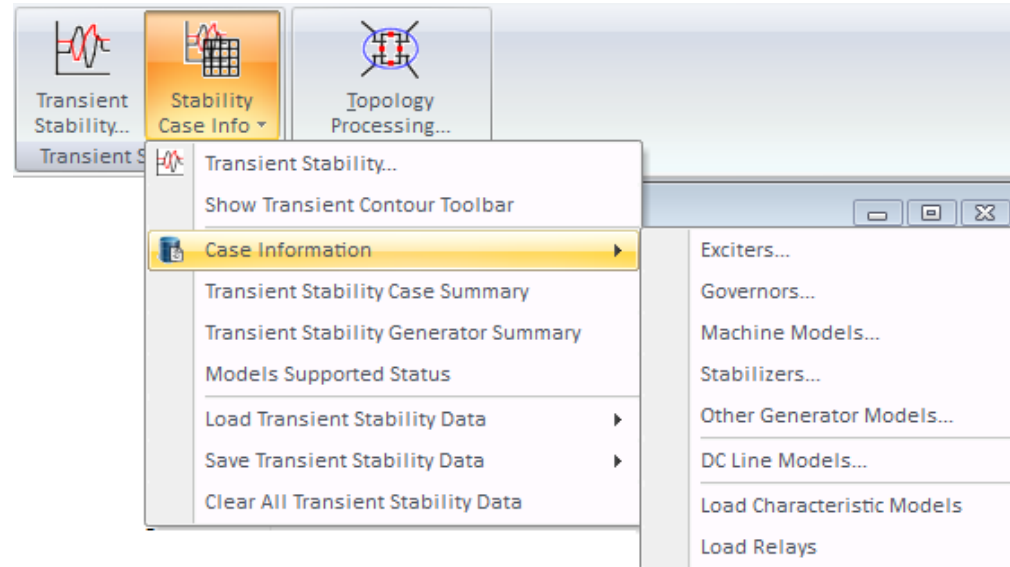 Transient
Stability...
Stability
Case Info
Topology
Processing...
Transient S
Transient Stability...
Show Transient Contour Toolbar
Case Information
Transient Stability Case Summary
Transient Stability Generator Summary
Models Supported Status
Load Transient Stability Data
Save Transient Stability Data
Clear All Transient Stability Data
Exciters...
Governors...
Machine Models...
Stabilizers...
Other Generator Models...
DC Line Models...
Load Characteristic Models
Load Relays